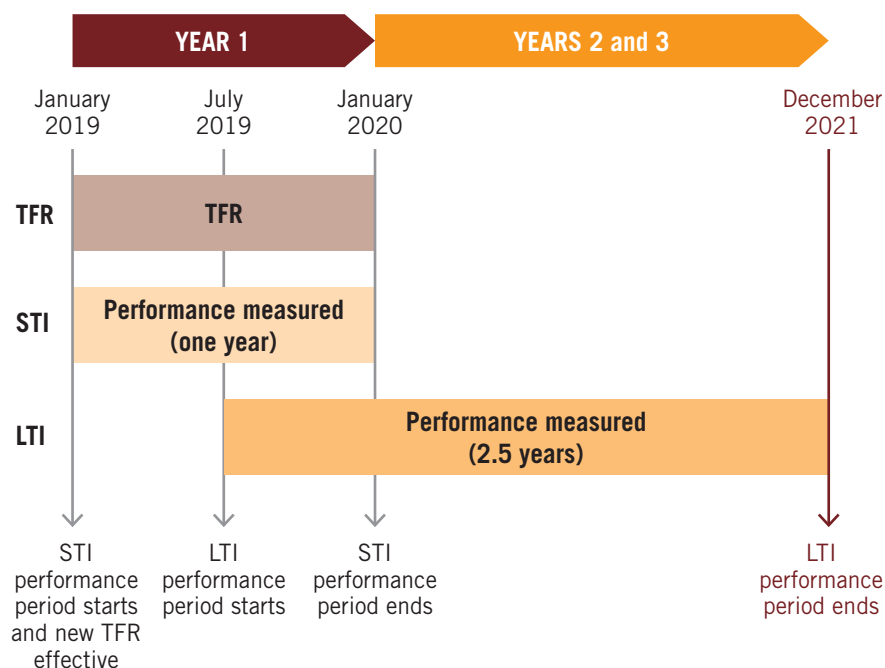 YEAR 1
YEARS 2 and 3
January
2019
July
2019
January
2020
December
2021
TFR
TFR
STI
Performance measured
(one year)
LTI
Performance measured
(2.5 years)
STI
performance
period starts
and new TFR
effective
LTI
performance
period starts
STI
performance
period ends
LTI
performance
period ends